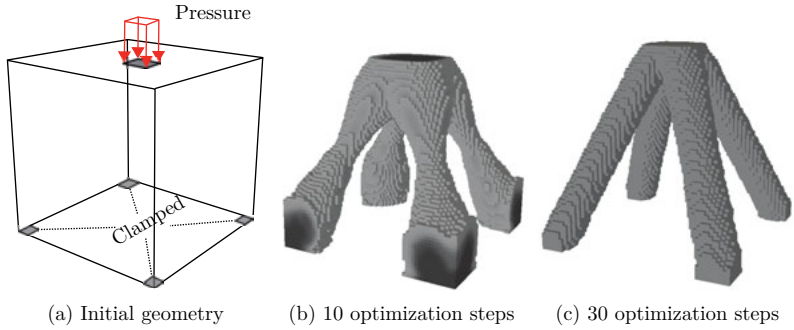 Pressure
Clamped
(a) Initial geometry
(b) 10 optimization steps
(c) 30 optimization steps